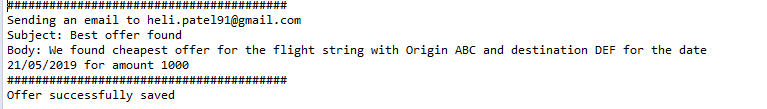 ########################################
Sending an email to heli.patel91@gmail.com
Subject: Best offer found
Body: We found cheapest offer for the flight string with Origin ABC and destination DEF for the date
21/05/2019 for amount 1000
########################################
Offer successfully saved